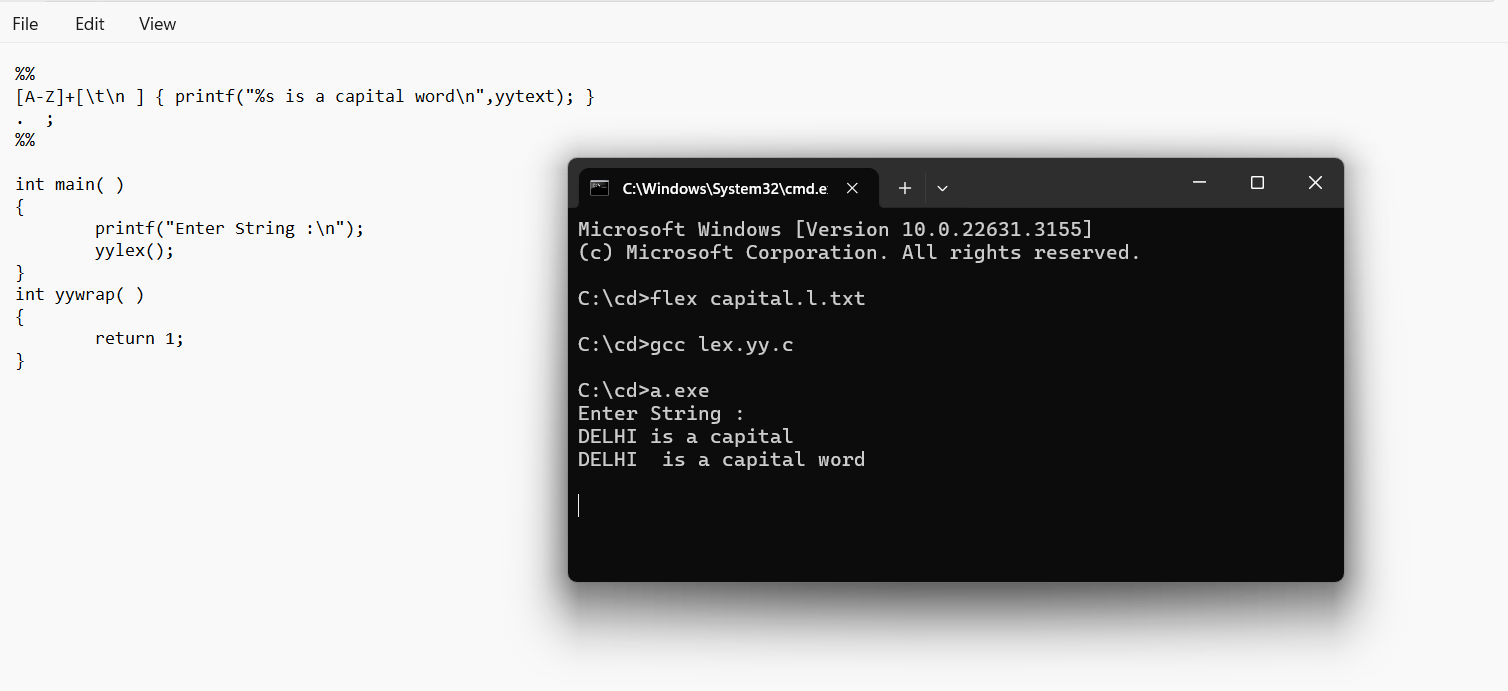 File Edit View
%%
[A-Z]+[\t\n ] { printf("%s is a capital word\n",yytext); }
.  ;
%%
int main( )
{
        printf("Enter String :\n");
        yylex();
}
int yywrap( )
{
        return 1;
}
C:\Windows\System32\cmd.e
Microsoft Windows [Version 10.0.22631.3155]
(c) Microsoft Corporation. All rights reserved.
C:\cd>flex capital.l.txt
C:\cd>gcc lex.yy.c
C:\cd>a.exe
Enter String :
DELHI is a capital
DELHI  is a capital word